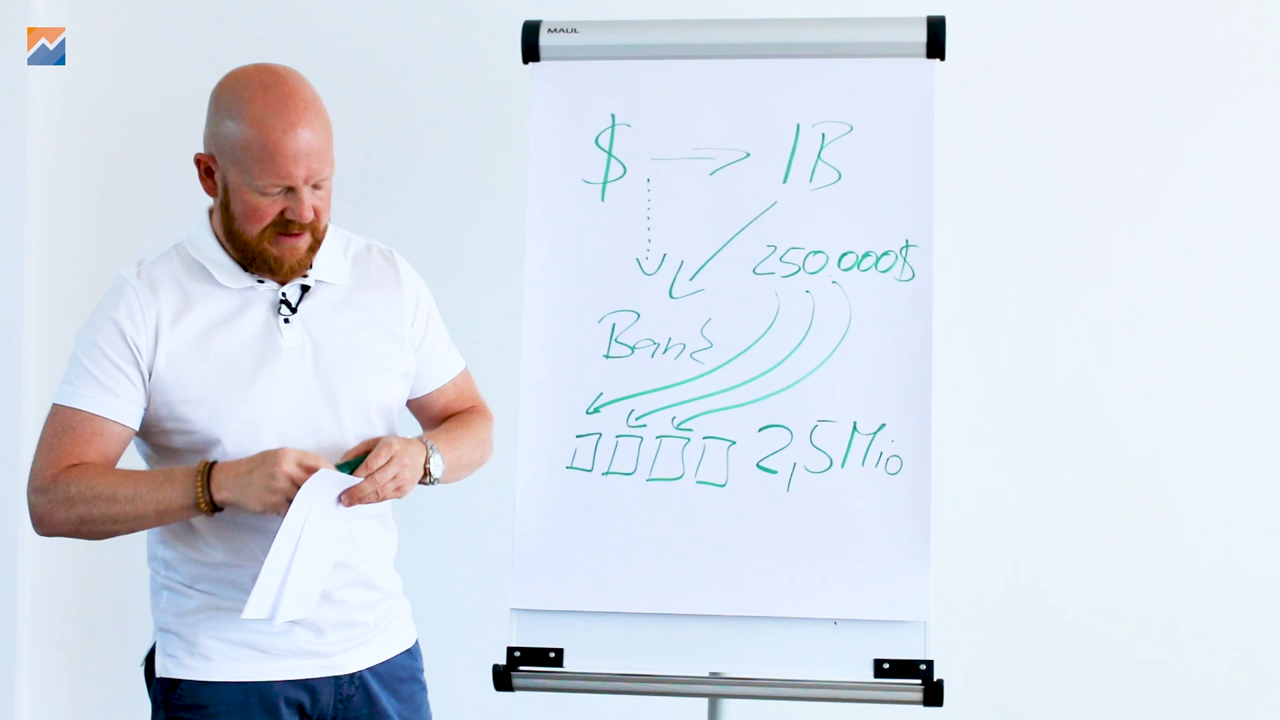 MAUL
$ → IB
250.000$
Bank
2,5Mio